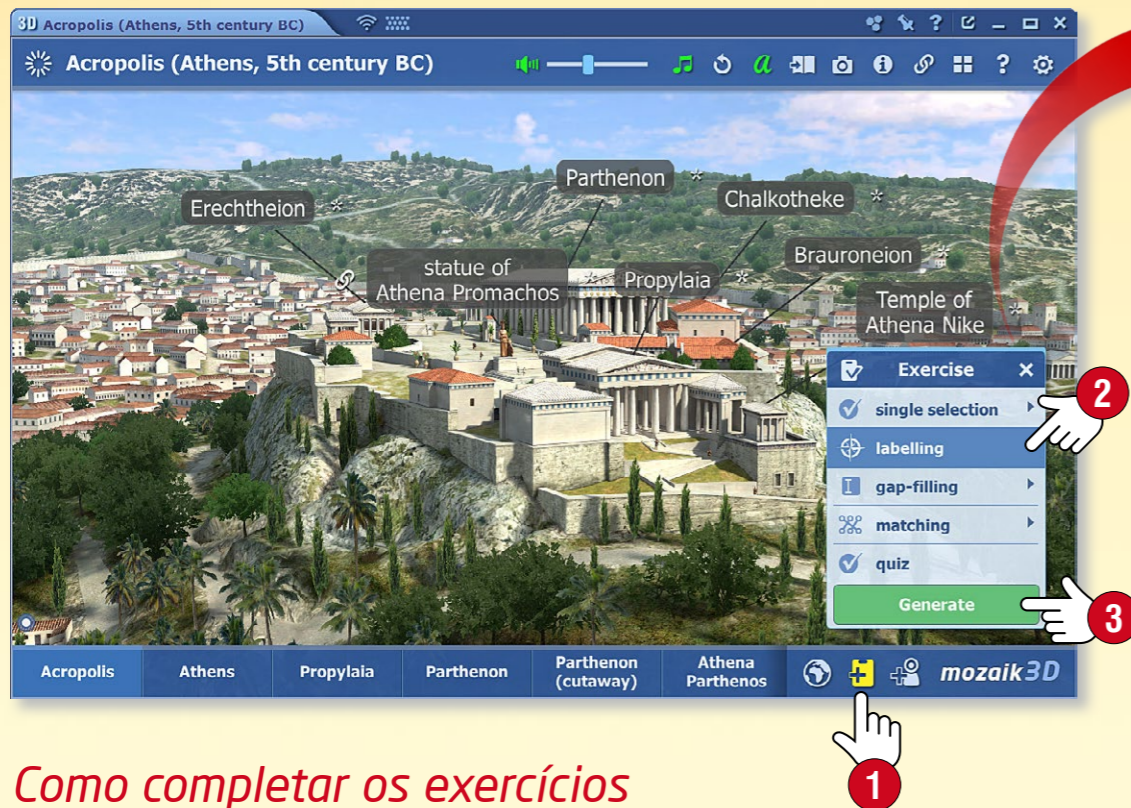 3D Acropolis (Athens, 5th century BC)
Acropolis (Athens, 5th century BC)
Parthenon
Chalkotheke
Erechtheion
Brauroneion
statue of
Athena Promachos
Propylaia
Temple of
Athena Nike
Exercise
single selection
labelling
gap-filling
matching
quiz
Generate
2
3
Acropolis
Athens
Propylaia
Parthenon
Parthenon
(cutaway)
Athena
Parthenos
mozaik3D
1
Como completar os exercícios